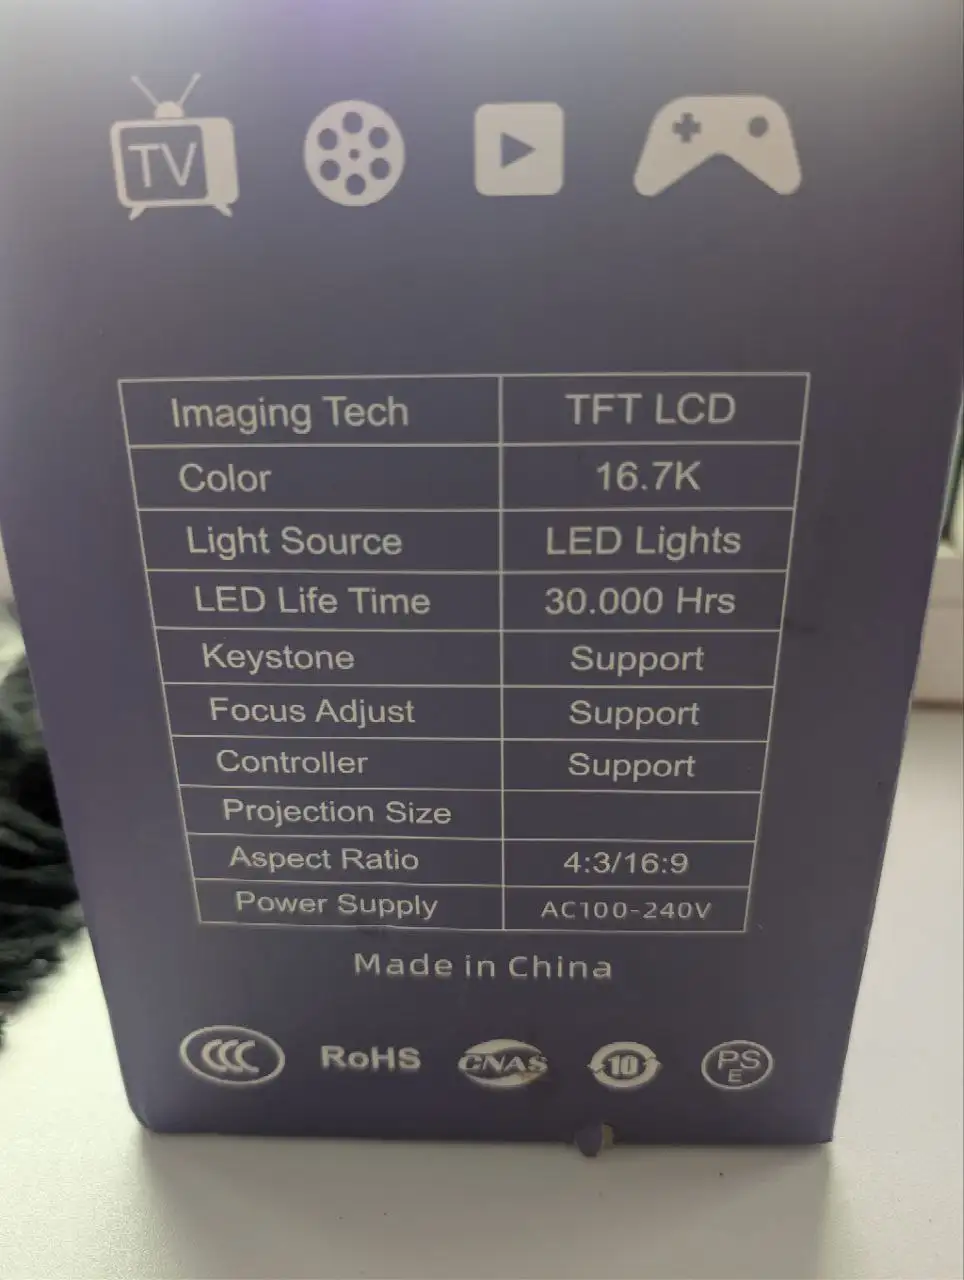 TV
Imaging Tech TFT LCD
Color 16.7K
Light Source LED Lights
LED Life Time 30.000 Hrs
Keystone Support
Focus Adjust Support
Controller Support
Projection Size
Aspect Ratio 4:3/16:9
Power Supply AC100-240V
Made in China
CCC RoHS CNAS 10 PSE